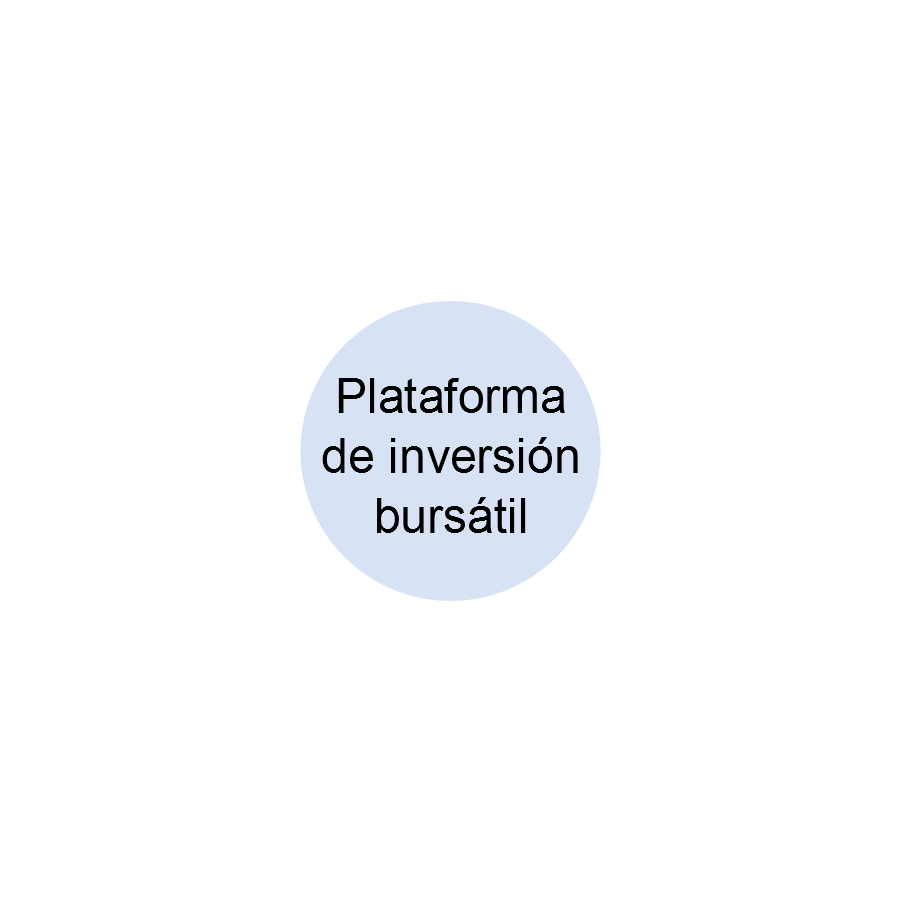 Plataforma
de inversión
bursátil